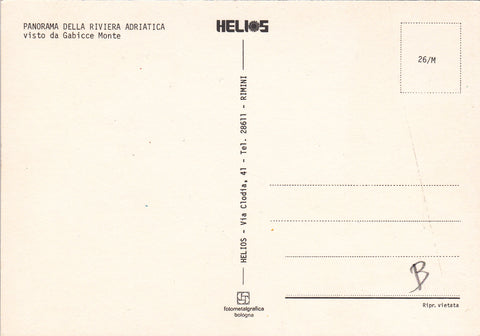 PANORAMA DELLA RIVIERA ADRIATICA
visto da Gabicce Monte
HELIOS
HELIOS - Via Clodia, 41 - Tel. 28611 - RIMINI
26/M
B
Ripr. vietata
fotometalgrafica
bologna